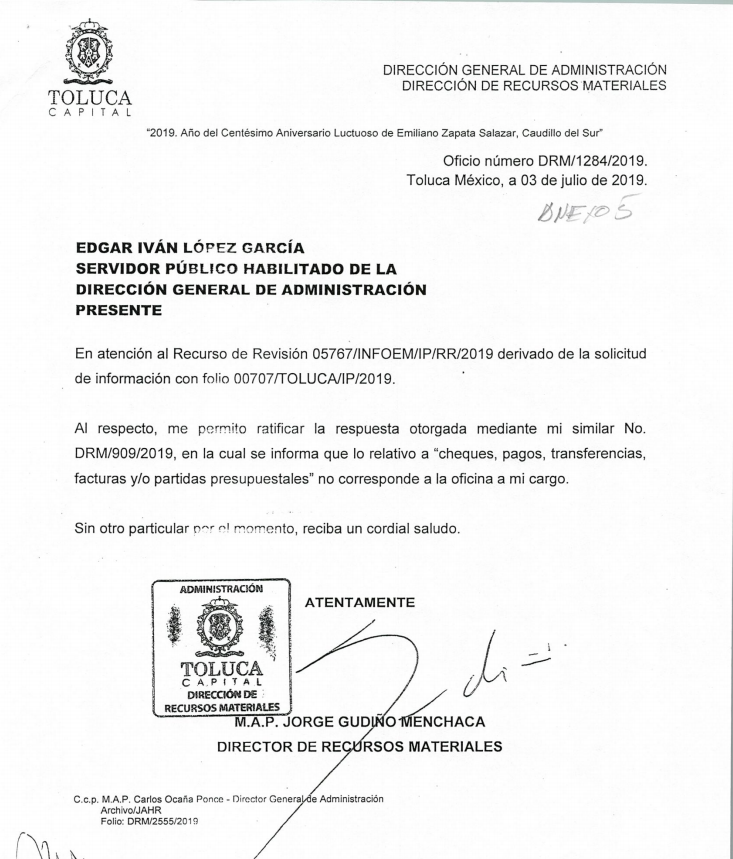 TOLUCA
CAPITAL
DIRECCIÓN GENERAL DE ADMINISTRACIÓN
DIRECCIÓN DE RECURSOS MATERIALES
"2019. Año del Centésimo Aniversario Luctuoso de Emiliano Zapata Salazar, Caudillo del Sur"
Oficio número DRM/1284/2019.
Toluca México, a 03 de julio de 2019.
EDGAR IVÁN LÓPEZ GARCÍA
SERVIDOR PÚBLICO HABILITADO DE LA
DIRECCIÓN GENERAL DE ADMINISTRACIÓN
PRESENTE
En atención al Recurso de Revisión 05767/INFOEM/IP/RR/2019 derivado de la solicitud
de información con folio 00707/TOLUCA/IP/2019.
Al respecto, me permito ratificar la respuesta otorgada mediante mi similar No.
DRM/909/2019, en la cual se informa que lo relativo a "cheques, pagos, transferencias,
facturas y/o partidas presupuestales" no corresponde a la oficina a mi cargo.
Sin otro particular por el momento, reciba un cordial saludo.
ADMINISTRACIÓN
TOLUCA
CAPITAL
DIRECCIÓN DE
RECURSOS MATERIALES
ATENTAMENTE
M.A.P. JORGE GUDIÑO MENCHACA
DIRECTOR DE RECURSOS MATERIALES
C.c.p. M.A.P. Carlos Ocaña Ponce - Director General de Administración
Archivo/JAHR
Folio: DRM/2555/2019